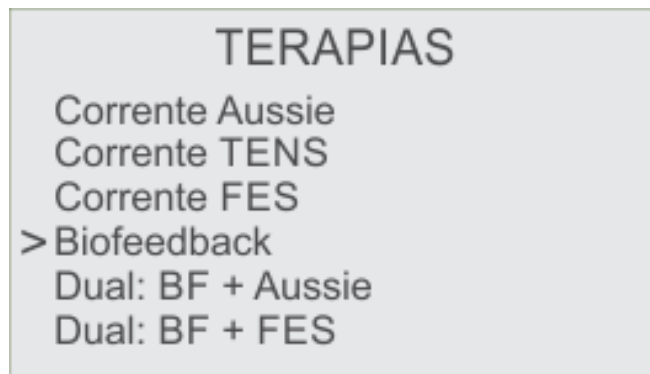 TERAPIAS
Corrente Aussie
Corrente TENS
Corrente FES
> Biofeedback
Dual: BF + Aussie
Dual: BF + FES